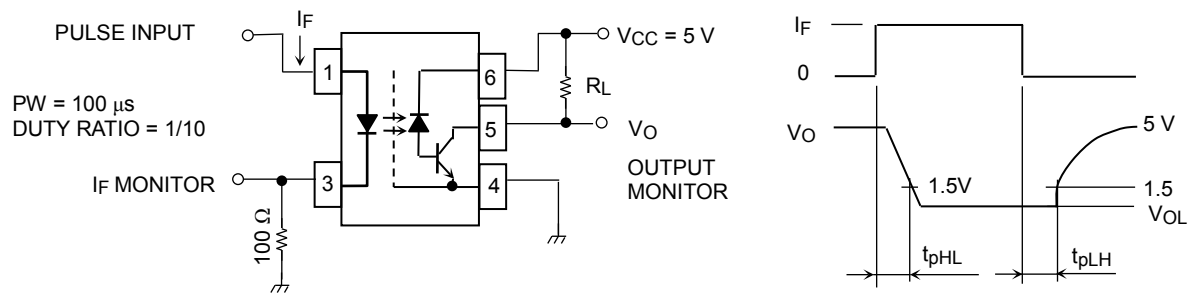 PULSE INPUT
IF
PW = 100 μs
DUTY RATIO = 1/10
IF MONITOR
100 Ω
1
3
6
5
4
VCC = 5 V
RL
VO
OUTPUT
MONITOR
IF
0
VO
5 V
1.5V
1.5
VOL
tpHL
tpLH